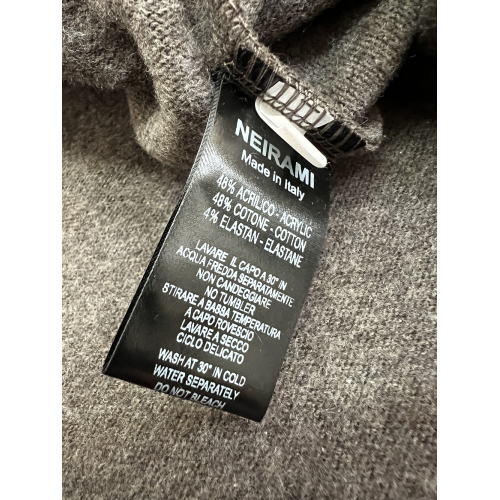 NEIRAMI
Made in Italy
48% ACRILICO - ACRYLIC
48% COTONE - COTTON
4% ELASTAN - ELASTANE
LAVARE IL CAPO A 30° IN
ACQUA FREDDA SEPARATAMENTE
NON CANDEGGIARE
NO TUMBLER
STIRARE A BASSA TEMPERATURA
A CAPO ROVESCIO
LAVARE A SECCO
CICLO DELICATO
WASH AT 30° IN COLD
WATER SEPARATELY
DO NOT BLEACH